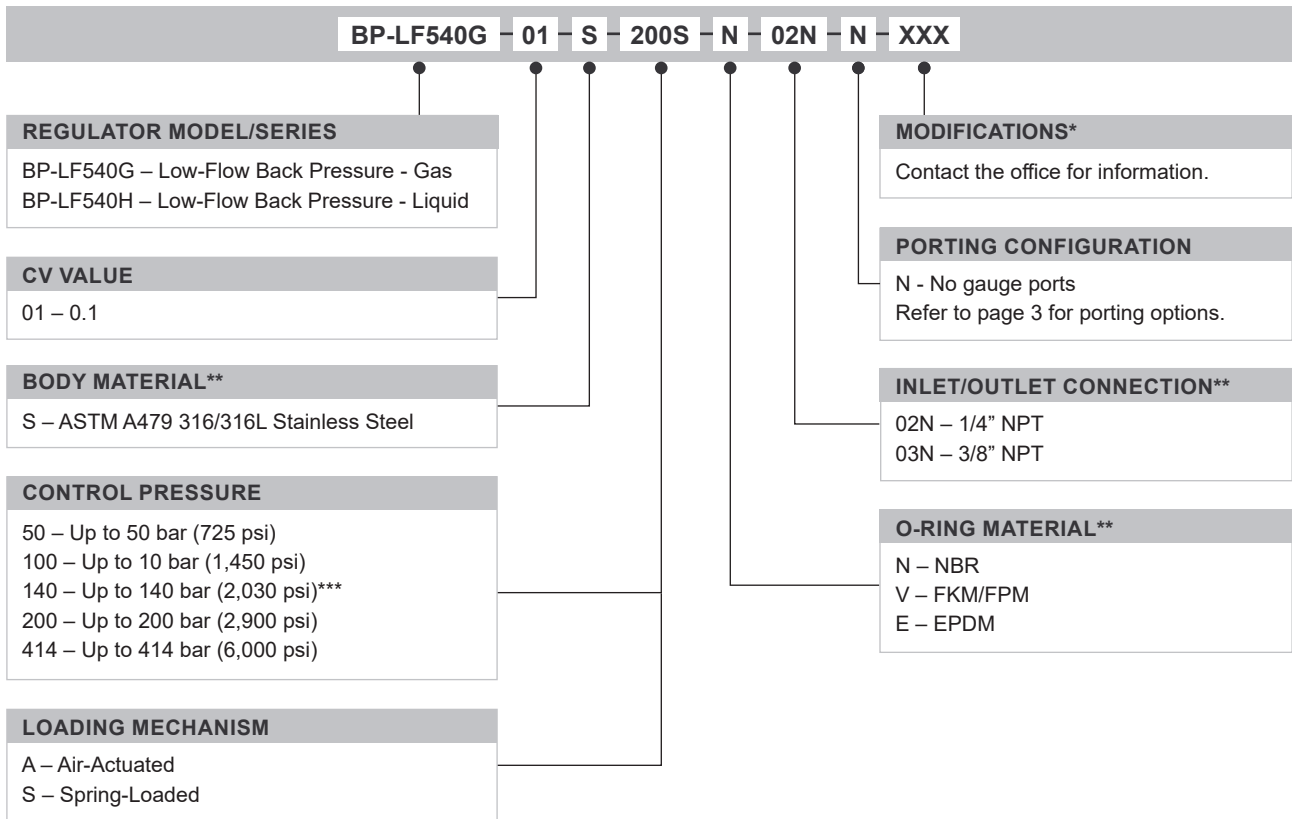 BP-LF540G - 01 - S - 200S - N - 02N - N - XXX
REGULATOR MODEL/SERIES
BP-LF540G – Low-Flow Back Pressure - Gas
BP-LF540H – Low-Flow Back Pressure - Liquid
CV VALUE
01 – 0.1
BODY MATERIAL**
S – ASTM A479 316/316L Stainless Steel
CONTROL PRESSURE
50 – Up to 50 bar (725 psi)
100 – Up to 10 bar (1,450 psi)
140 – Up to 140 bar (2,030 psi)***
200 – Up to 200 bar (2,900 psi)
414 – Up to 414 bar (6,000 psi)
LOADING MECHANISM
A – Air-Actuated
S – Spring-Loaded
MODIFICATIONS*
Contact the office for information.
PORTING CONFIGURATION
N - No gauge ports
Refer to page 3 for porting options.
INLET/OUTLET CONNECTION**
02N – 1/4” NPT
03N – 3/8” NPT
O-RING MATERIAL**
N – NBR
V – FKM/FPM
E – EPDM